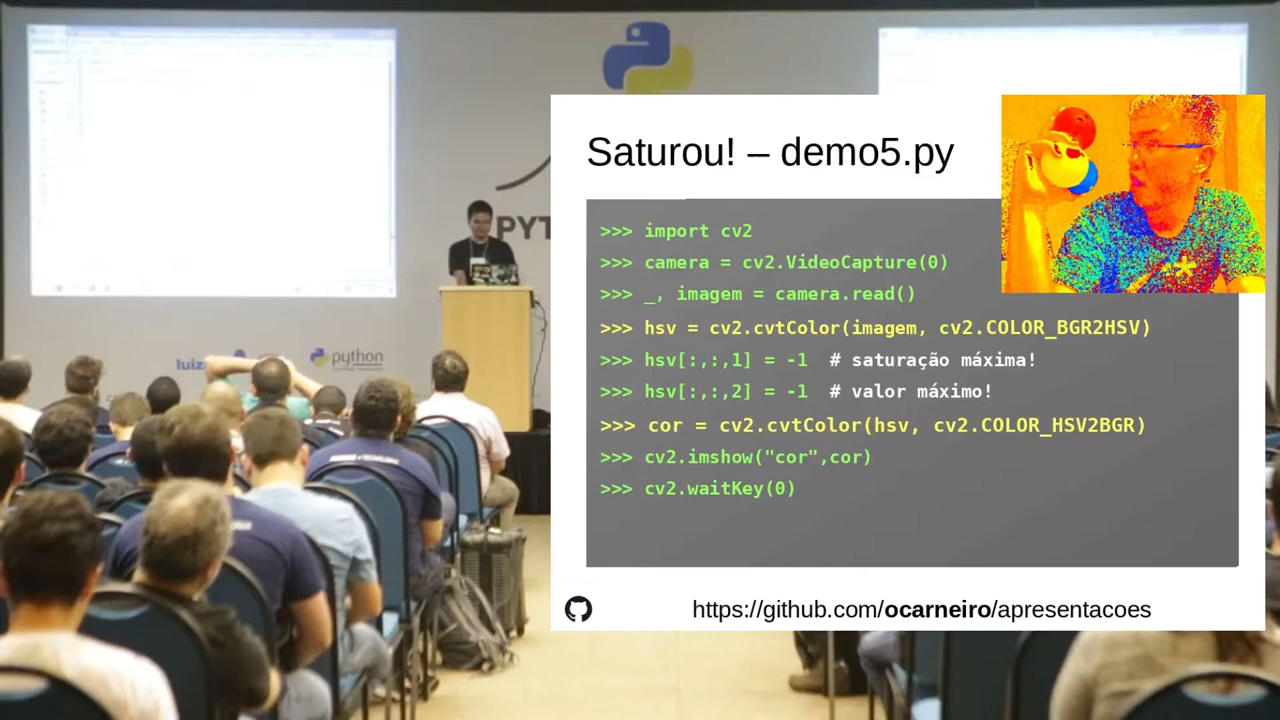 PYT
luiz
python
Saturou! – demo5.py
>>> import cv2
>>> camera = cv2.VideoCapture(0)
>>> _, imagem = camera.read()
>>> hsv = cv2.cvtColor(imagem, cv2.COLOR_BGR2HSV)
>>> hsv[:,:,1] = -1  # saturação máxima!
>>> hsv[:,:,2] = -1  # valor máximo!
>>> cor = cv2.cvtColor(hsv, cv2.COLOR_HSV2BGR)
>>> cv2.imshow("cor",cor)
>>> cv2.waitKey(0)
https://github.com/ocarneiro/apresentacoes